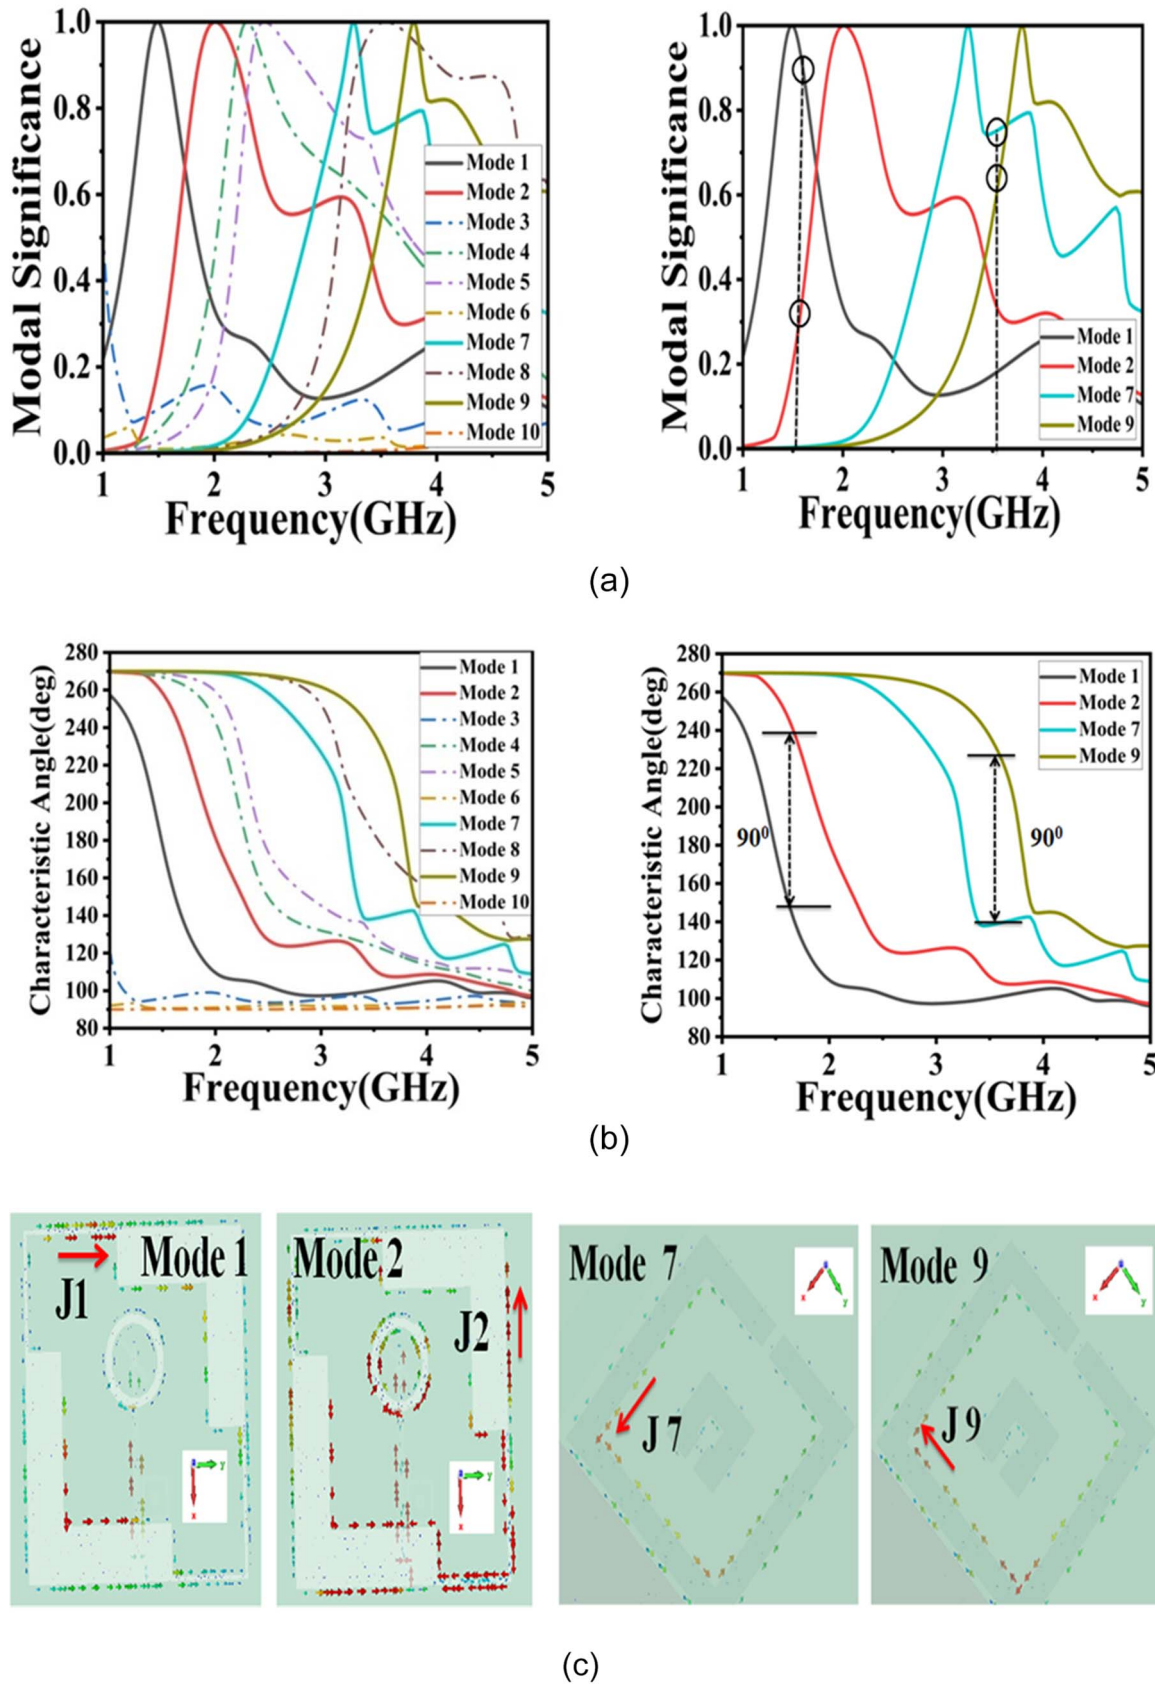 Modal Significance
1.0
0.8
0.6
0.4
0.2
0.0
1 2 3 4 5
Frequency(GHz)
Mode 1
Mode 2
Mode 3
Mode 4
Mode 5
Mode 6
Mode 7
Mode 8
Mode 9
Mode 10
Modal Significance
1.0
0.8
0.6
0.4
0.2
0.0
1 2 3 4 5
Frequency(GHz)
Mode 1
Mode 2
Mode 7
Mode 9
(a)
Characteristic Angle(deg)
280
260
240
220
200
180
160
140
120
100
80
1 2 3 4 5
Frequency(GHz)
Mode 1
Mode 2
Mode 3
Mode 4
Mode 5
Mode 6
Mode 7
Mode 8
Mode 9
Mode 10
Characteristic Angle(deg)
280
260
240
220
200
180
160
140
120
100
80
1 2 3 4 5
Frequency(GHz)
Mode 1
Mode 2
Mode 7
Mode 9
90⁰
90⁰
(b)
Mode 1
J1
y
x
Mode 2
J2
y
x
Mode 7
J 7
x
y
Mode 9
J 9
x
y
(c)